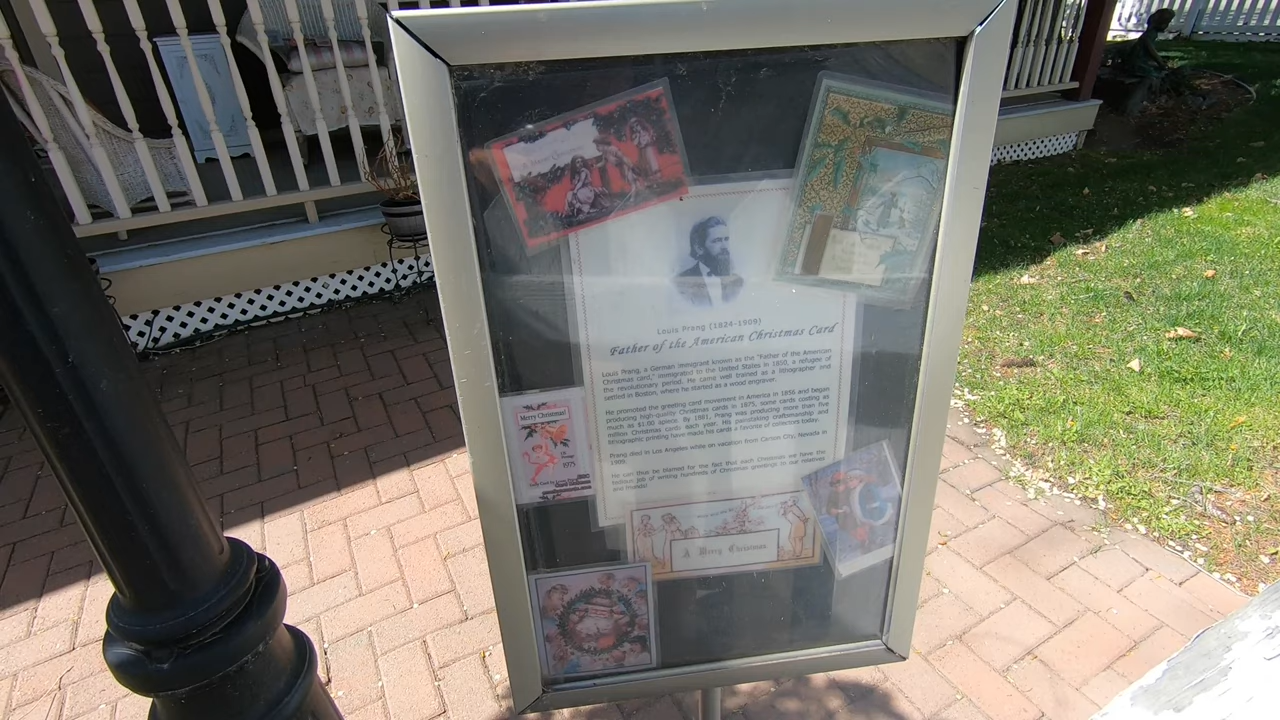 A Merry Christmas
Louis Prang (1824-1909)
Father of the American Christmas Card
Louis Prang, a German immigrant known as the "Father of the American
Christmas card," immigrated to the United States in 1850, a refugee of
the revolutionary period. He came well trained as a lithographer and
settled in Boston, where he started as a wood engraver.
He promoted the greeting card movement in America in 1856 and began
producing high-quality Christmas cards in 1875, some cards costing as
much as $1.00 apiece. By 1981, Prang was producing more than five
million Christmas cards each year. His painstaking craftsmanship and
lithographic printing have made his cards a favorite of collectors today.
Prang died in Los Angeles while on vacation from Carson City, Nevada in
1909.
He can thus be blamed for the fact that each Christmas we have the
tedious job of writing hundreds of Christmas greetings to our relatives
and friends!
Merry Christmas!
US
Postage
1975
A Merry Christmas